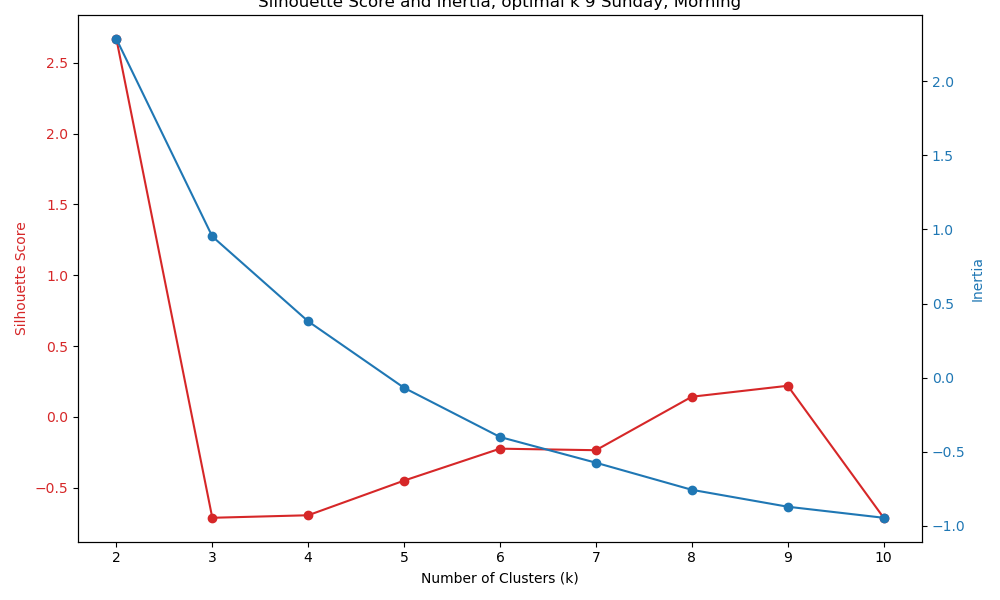 Silhouette Score and Inertia, optimal k 9 Sunday, Morning
2.5
2.0
1.5
1.0
0.5
0.0
−0.5
Silhouette Score
2.0
1.5
1.0
0.5
0.0
−0.5
−1.0
Inertia
2 3 4 5 6 7 8 9 10
Number of Clusters (k)